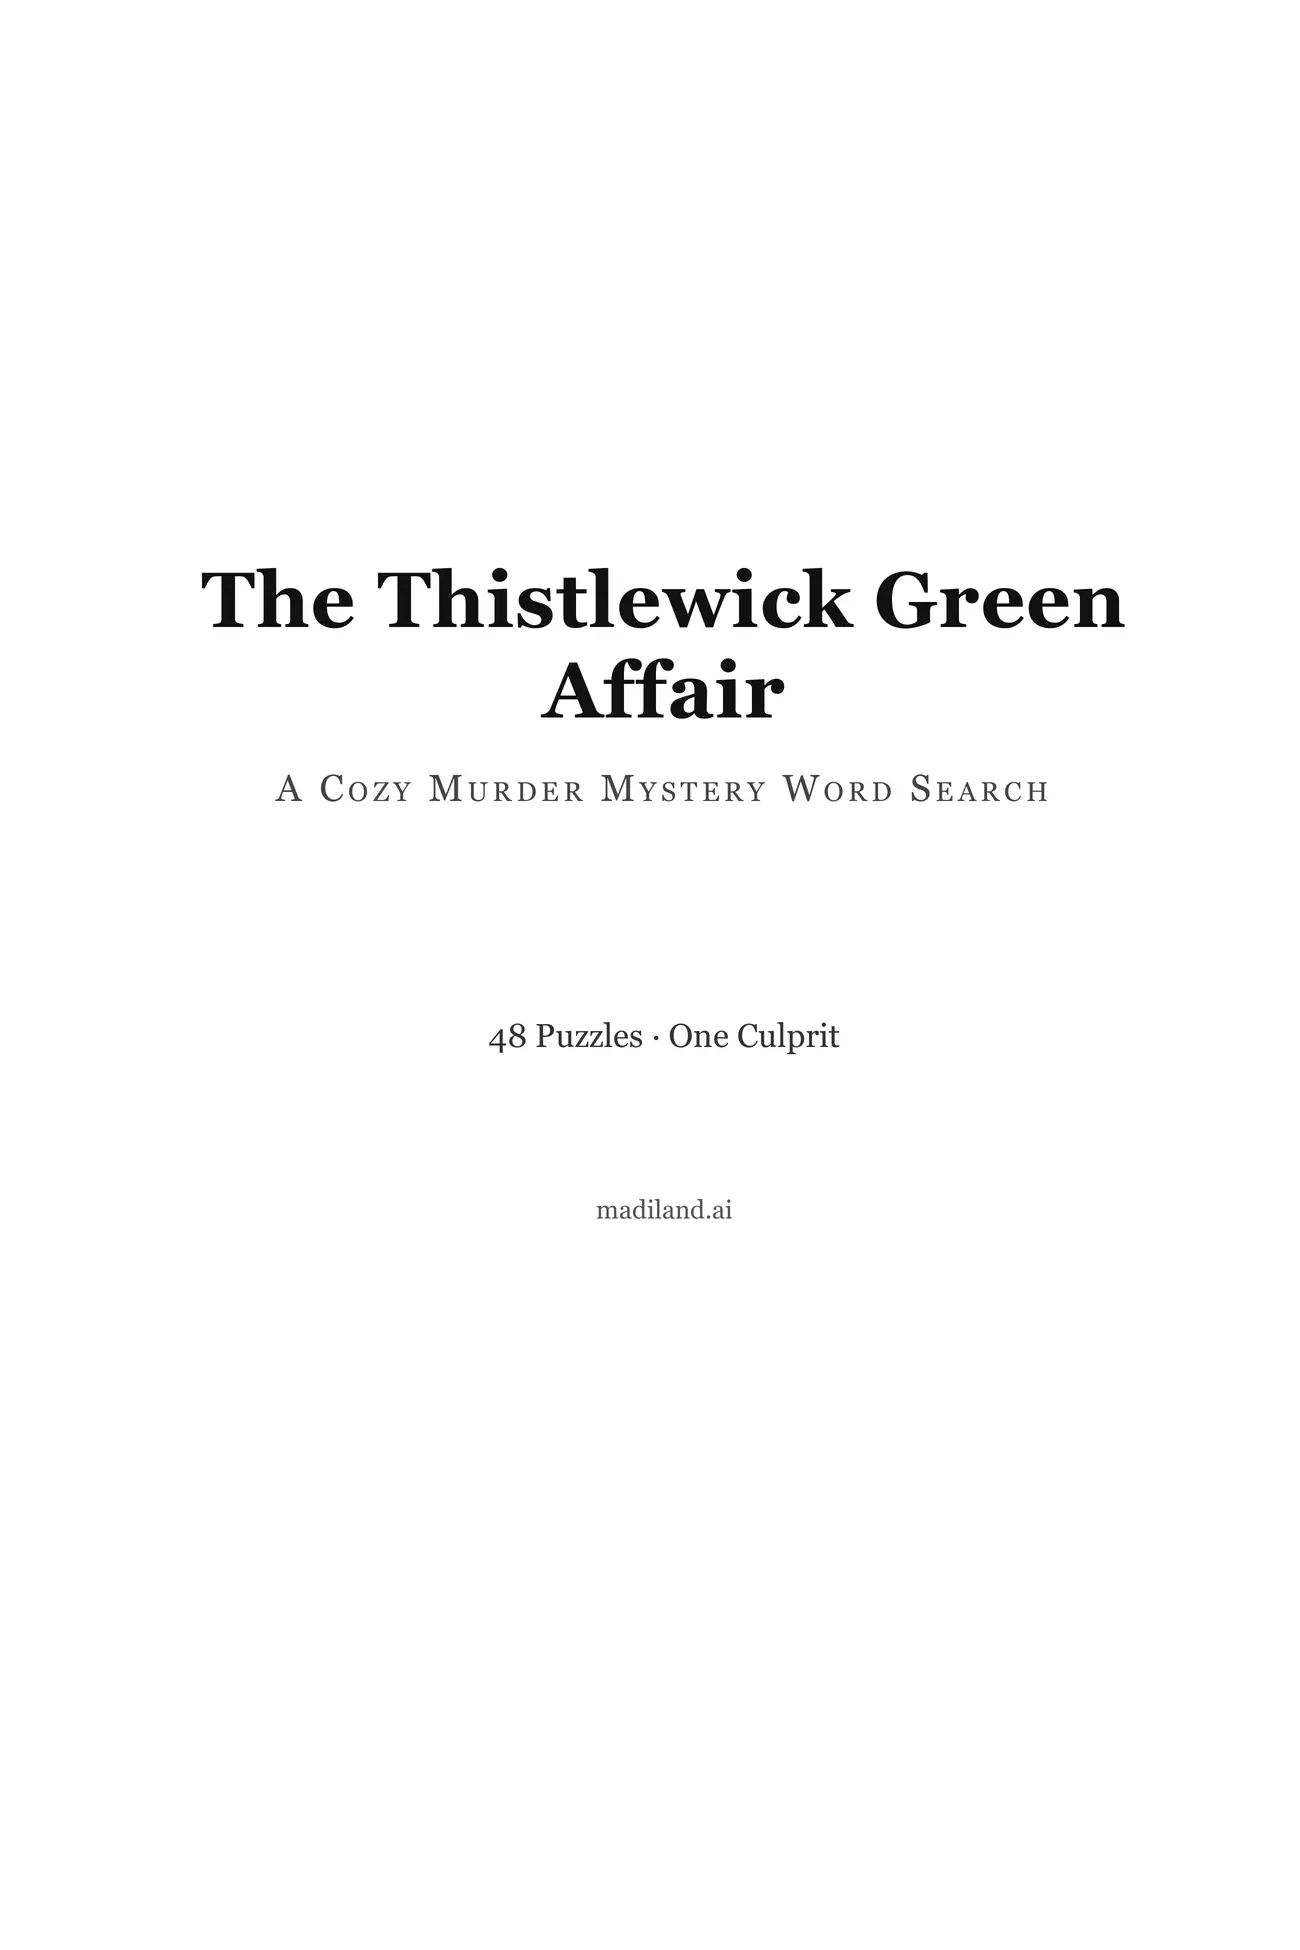 The Thistlewick Green
Affair
A Cozy Murder Mystery Word Search
48 Puzzles · One Culprit
madiland.ai